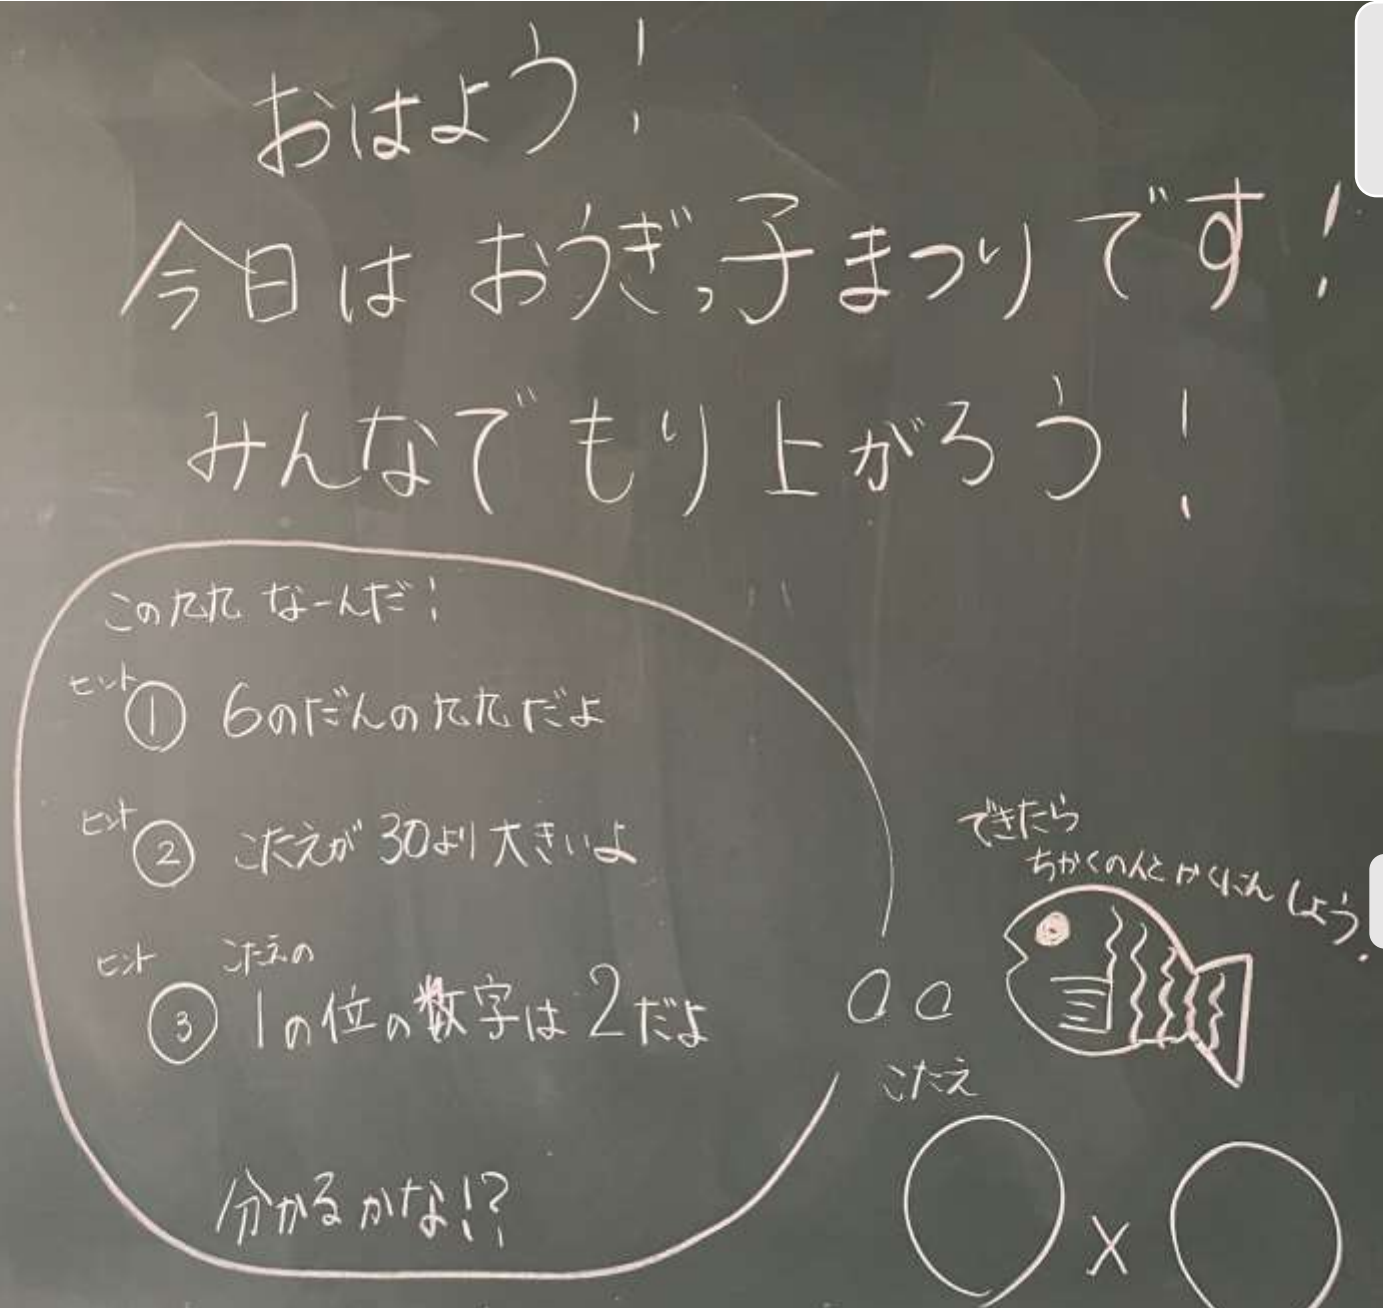 おはよう!
今日はおうぎっ子まつりです!
みんなでもり上がろう!
この九九なーんだ!
ヒント① 6のだんの九九だよ
ヒント② こたえが30より大きいよ
ヒント③ こたえの
1の位の数字は2だよ
分かるかな!?
できたら
ちかくの人とかくにんしよう.
こたえ
×